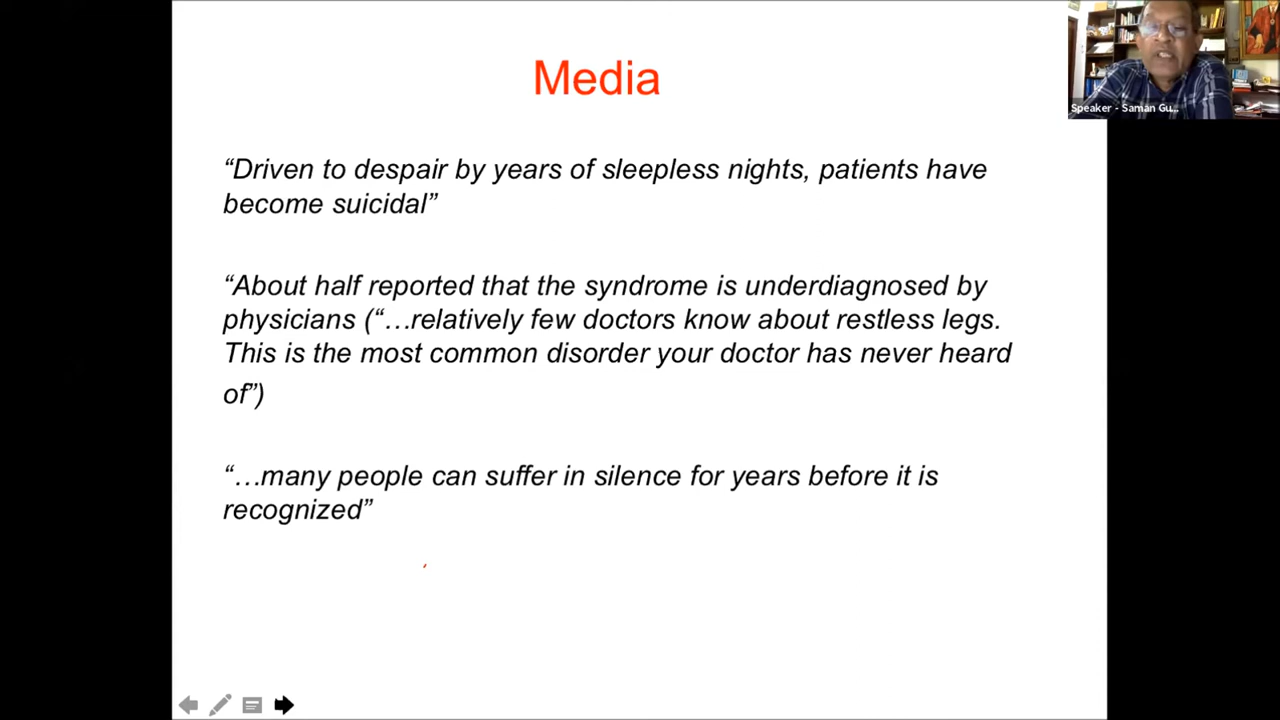 Media
Speaker - Saman Gu...
“Driven to despair by years of sleepless nights, patients have
become suicidal”
“About half reported that the syndrome is underdiagnosed by
physicians (“…relatively few doctors know about restless legs.
This is the most common disorder your doctor has never heard
of”)
“…many people can suffer in silence for years before it is
recognized”